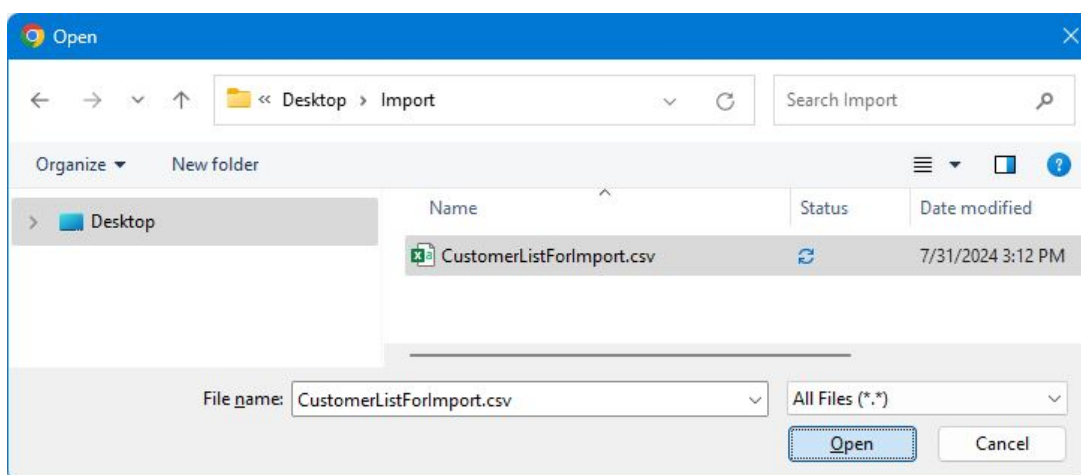 Open
« Desktop > Import
Search Import
Organize
New folder
Name
Status
Date modified
Desktop
CustomerListForImport.csv
7/31/2024 3:12 PM
File name: CustomerListForImport.csv
All Files (*.*)
Open
Cancel